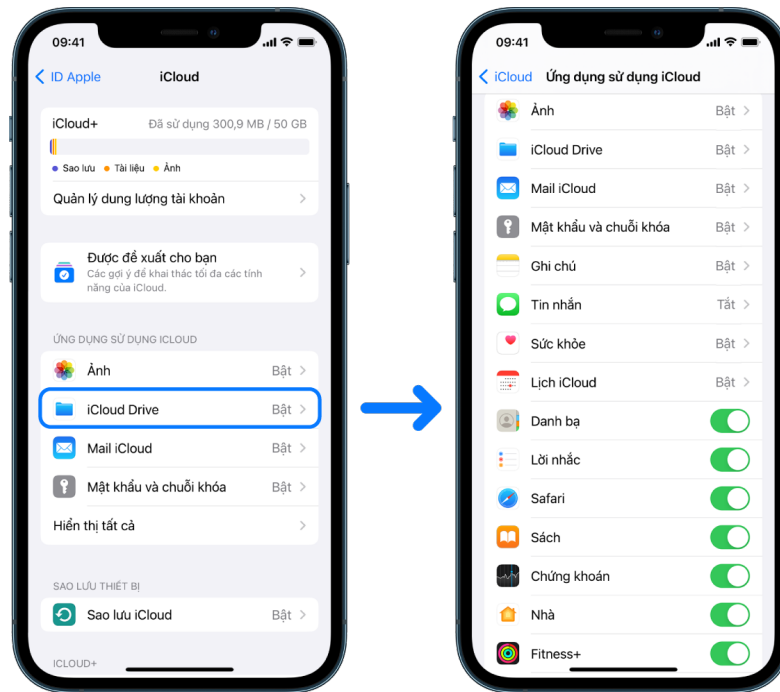 09:41
ID Apple
iCloud
iCloud+
Đã sử dụng 300,9 MB / 50 GB
Sao lưu Tài liệu Ảnh
Quản lý dung lượng tài khoản
Được đề xuất cho bạn
Các gợi ý để khai thác tối đa các tính
năng của iCloud.
ỨNG DỤNG SỬ DỤNG ICLOUD
Ảnh Bật
iCloud Drive Bật
Mail iCloud Bật
Mật khẩu và chuỗi khóa Bật
Hiển thị tất cả
SAO LƯU THIẾT BỊ
Sao lưu iCloud Bật
ICLOUD+
09:41
iCloud Ứng dụng sử dụng iCloud
Ảnh Bật
iCloud Drive Bật
Mail iCloud Bật
Mật khẩu và chuỗi khóa Bật
Ghi chú Bật
Tin nhắn Tắt
Sức khỏe Bật
Lịch iCloud Bật
Danh bạ
Lời nhắc
Safari
Sách
Chứng khoán
Nhà
Fitness+